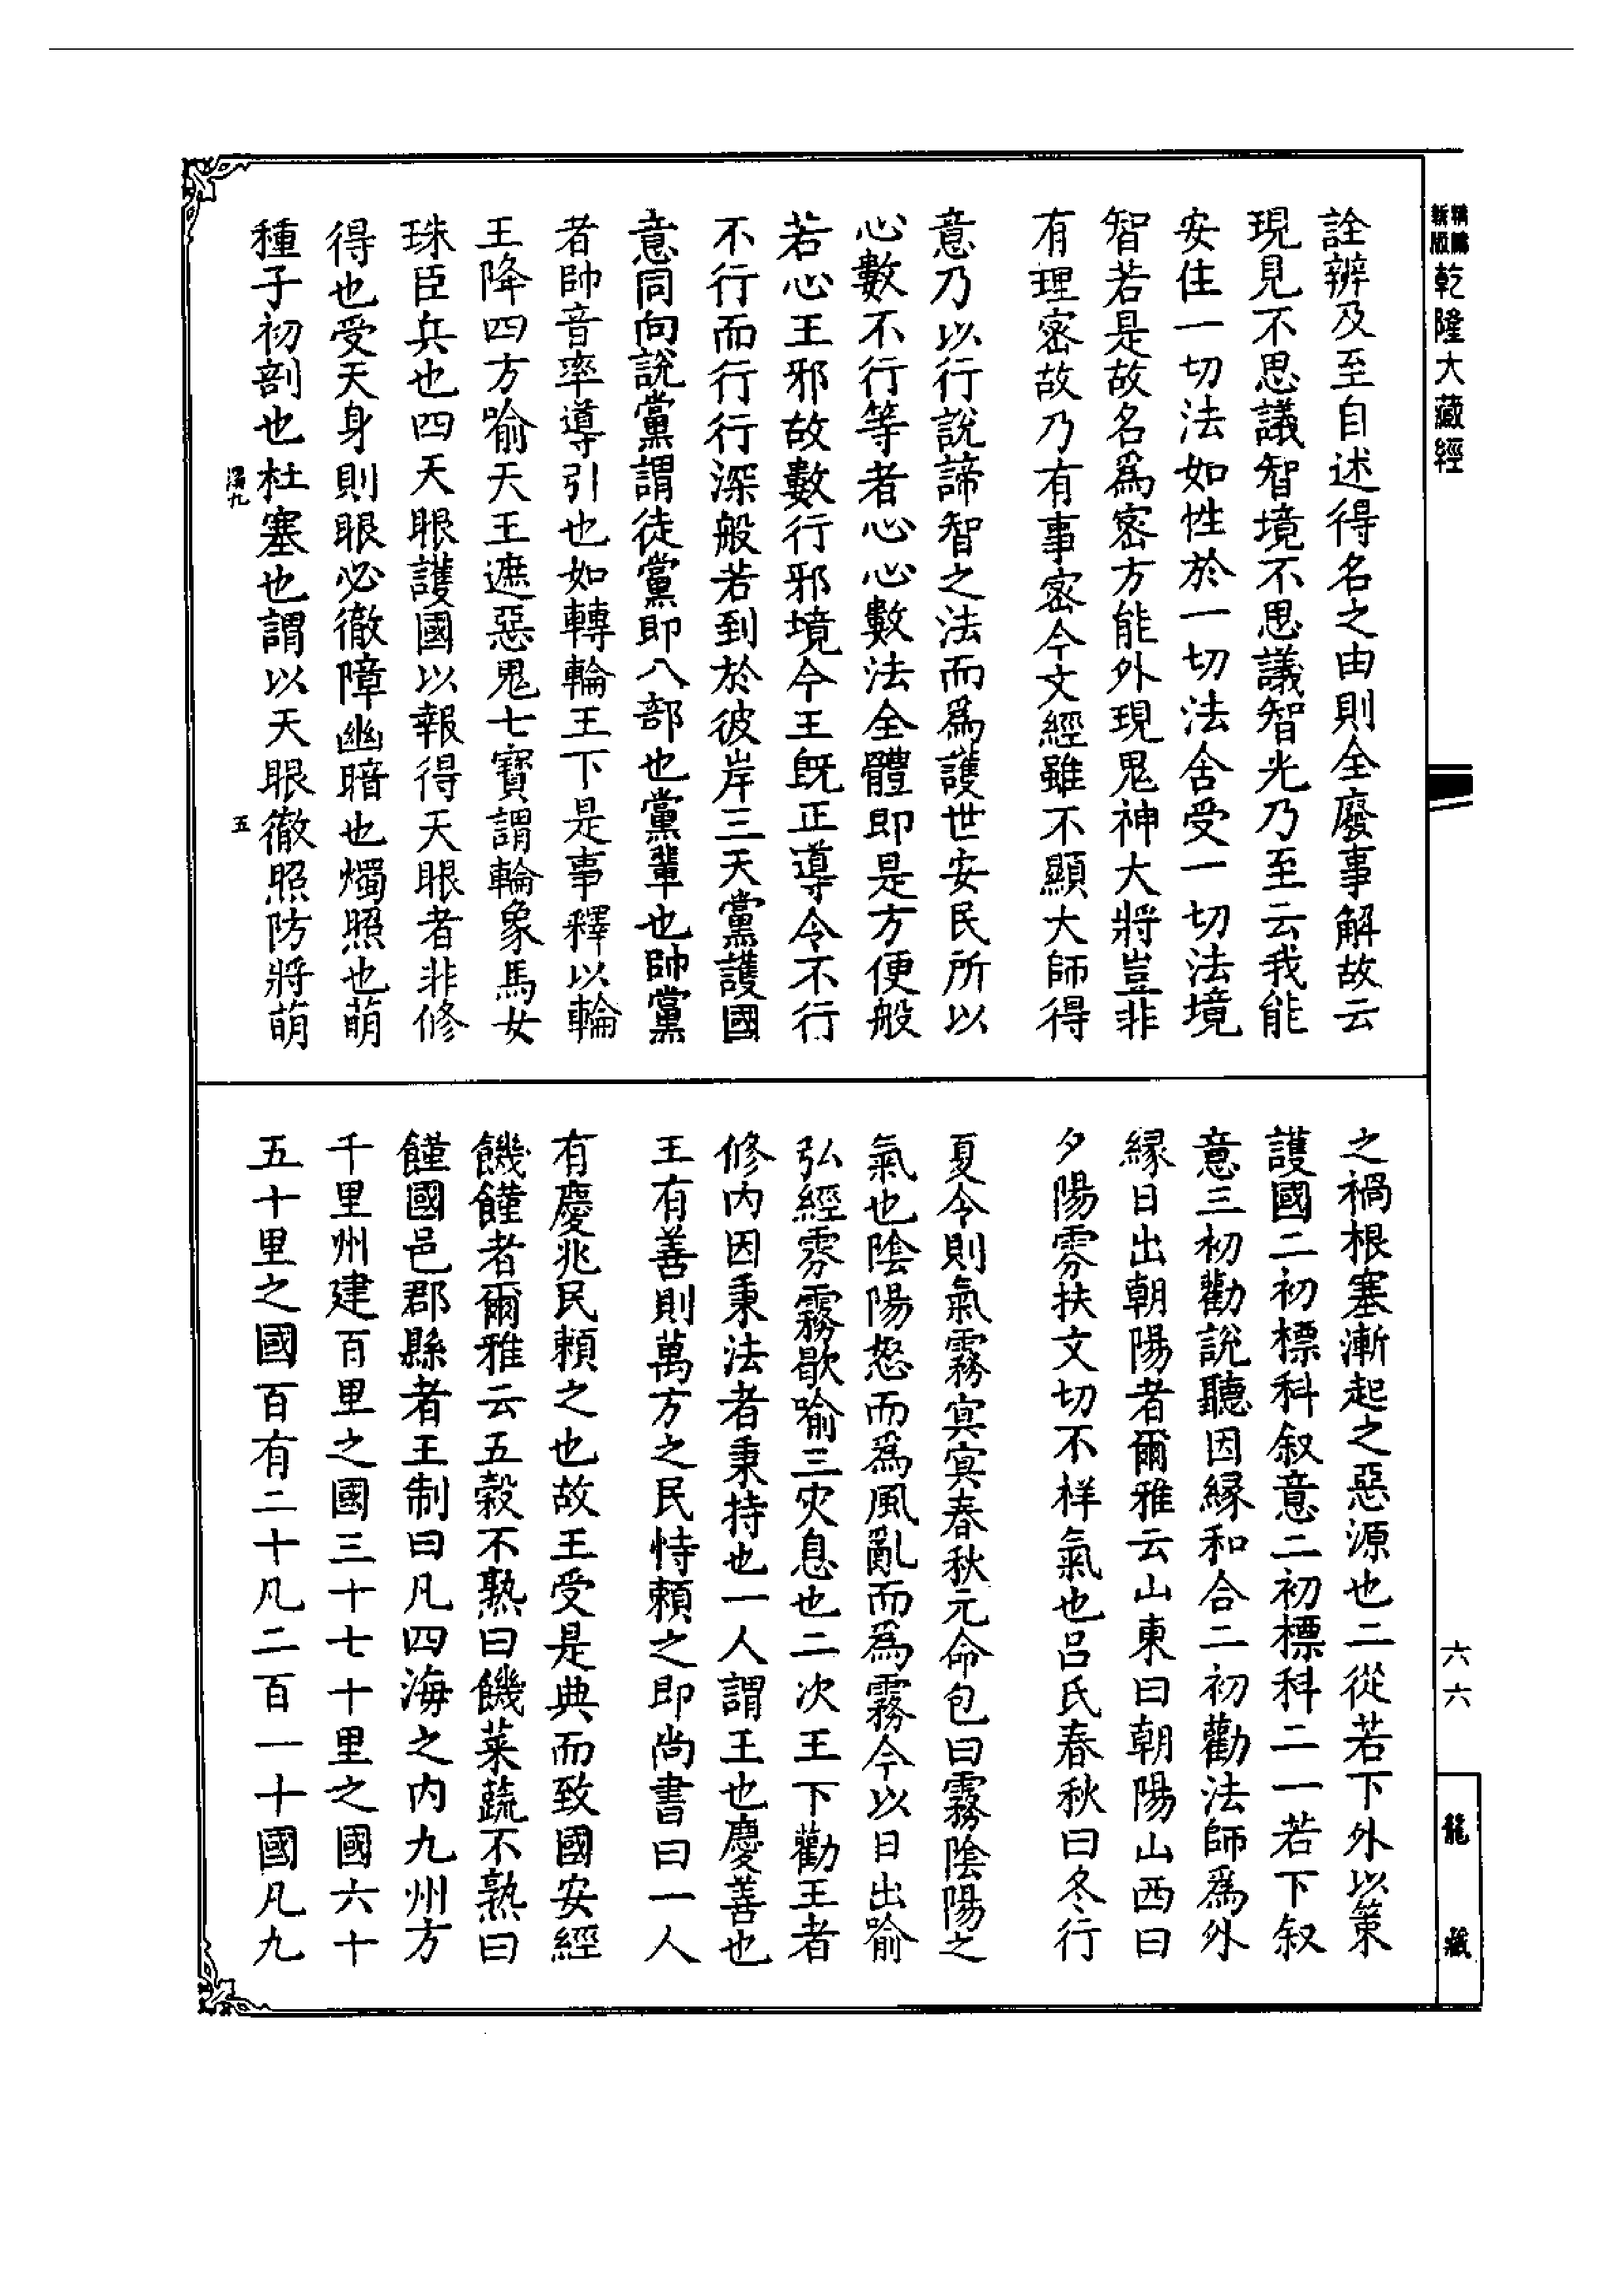 乾隆大藏經
詮辨及至自述得名之由則全廢事解故云
現見不思議智境不思議智光乃至云我能
安住一切法如性於一切法舍受一切法境
智若是故名爲密方能外現鬼神大將豈非
有理密故乃有事密今文經雖不顯大師得
意乃以行說諦智之法而爲護世安民所以
心數不行等者心心數法全體即是方便般
若心王邪故數行邪境今王旣正導令不行
不行而行行深般若到於彼岸三天黨護國
意同向說黨謂徒黨即八部也黨輩也帥黨
者帥音率導引也如轉輪王下是事釋以輪
王降四方喻天王遮惡鬼七寶謂輪象馬女
珠臣兵也四天眼護國以報得天眼者非修
得也受天身則眼必徹障幽暗也燭照也萌
種子初剖也杜塞也謂以天眼徹照防將萌
五
之禍根塞漸起之惡源也二從若下外以策
護國二初標科叙意二初標科二一若下叙
意三初勸說聽因緣和合二初勸法師爲外
緣日出朝陽者爾雅云山東曰朝陽山西曰
夕陽雰扶文切不样氣也吕氏春秋曰冬行
夏令則氣霧㝠㝠春秋元命包曰霧陰陽之
氣也陰陽怒而爲風亂而爲霧今以日出喻
弘經雰霧歇喻三灾息也二次王下勸王者
修内因秉法者秉持也一人謂王也慶善也
王有善則萬方之民恃頼之即尚書曰一人
有慶兆民頼之也故王受是典而致國安經
饑饉者爾雅云五榖不熟曰饑菜蔬不熟曰
饉國邑郡縣者王制曰凡四海之内九州方
千里州建百里之國三十七十里之國六十
五十里之國百有二十凡二百一十國凡九
六六
龍藏